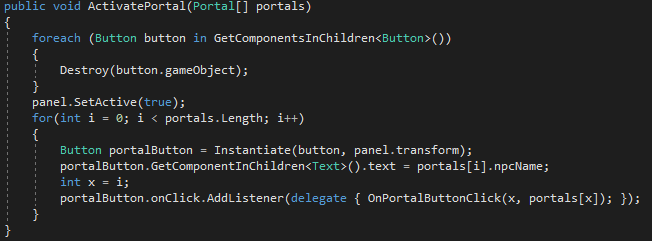 public void ActivatePortal(Portal[] portals)
{
    foreach (Button button in GetComponentsInChildren<Button>())
    {
        Destroy(button.gameObject);
    }
    panel.SetActive(true);
    for(int i = 0; i < portals.Length; i++)
    {
        Button portalButton = Instantiate(button, panel.transform);
        portalButton.GetComponentInChildren<Text>().text = portals[i].npcName;
        int x = i;
        portalButton.onClick.AddListener(delegate { OnPortalButtonClick(x, portals[x]); });
    }
}